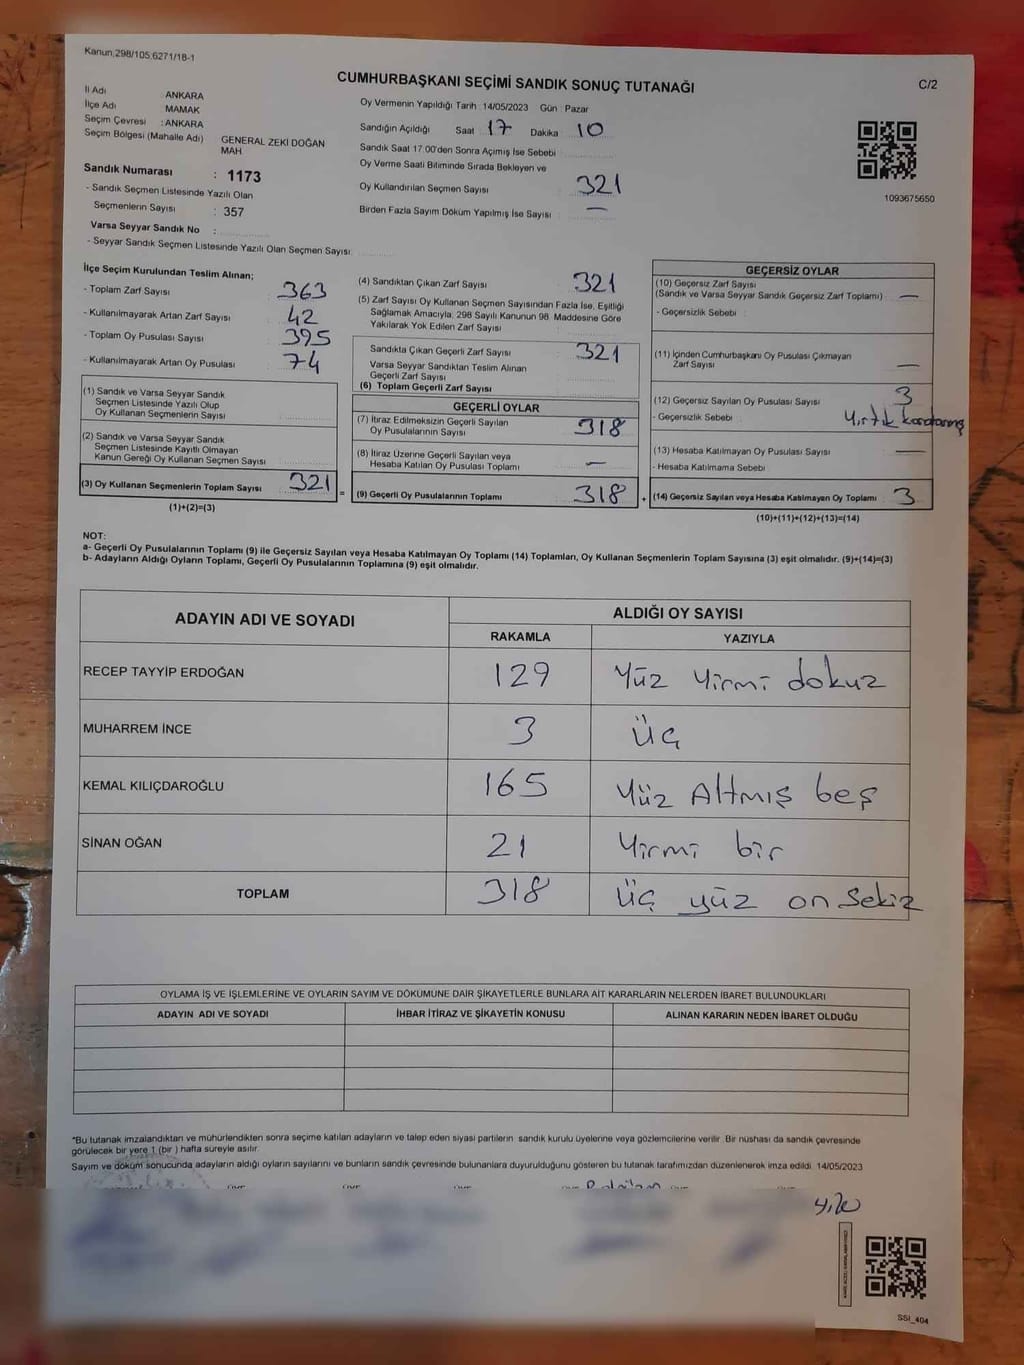 Kanun,298/105,6271/18-1
CUMHURBAŞKANI SEÇİMİ SANDIK SONUÇ TUTANAĞI
C/2
İl Adı : ANKARA
İlçe Adı MAMAK
Seçim Çevresi : ANKARA
Seçim Bölgesi (Mahalle Adı) GENERAL ZEKİ DOĞAN MAH
Sandık Numarası : 1173
- Sandık Seçmen Listesinde Yazılı Olan
Seçmenlerin Sayısı : 357
Varsa Seyyar Sandık No :
- Seyyar Sandık Seçmen Listesinde Yazılı Olan Seçmen Sayısı:
Oy Vermenin Yapıldığı Tarih :14/05/2023 Gün : Pazar
Sandığın Açıldığı Saat 17 Dakika 10
Sandık Saat 17.00'den Sonra Açımış İse Sebebi
Oy Verme Saati Bitiminde Sırada Bekleyen ve
Oy Kullandırılan Seçmen Sayısı 321
Birden Fazla Sayım Döküm Yapılmış İse Sayısı —
1093675650
İlçe Seçim Kurulundan Teslim Alınan;
- Toplam Zarf Sayısı : 363
- Kullanılmayarak Artan Zarf Sayısı : 42
- Toplam Oy Pusulası Sayısı : 395
- Kullanılmayarak Artan Oy Pusulası : 74
(1) Sandık ve Varsa Seyyar Sandık
Seçmen Listesinde Yazılı Olup
Oy Kullanan Seçmenlerin Sayısı
(2) Sandık ve Varsa Seyyar Sandık
Seçmen Listesinde Kayıtlı Olmayan
Kanun Gereği Oy Kullanan Seçmen Sayısı
(3) Oy Kullanan Seçmenlerin Toplam Sayısı 321
(1)+(2)=(3)
(4) Sandıktan Çıkan Zarf Sayısı 321
(5) Zarf Sayısı Oy Kullanan Seçmen Sayısından Fazla İse, Eşitliği
Sağlamak Amacıyla, 298 Sayılı Kanunun 98. Maddesine Göre
Yakılarak Yok Edilen Zarf Sayısı
Sandıkta Çıkan Geçerli Zarf Sayısı 321
Varsa Seyyar Sandıktan Teslim Alınan
Geçerli Zarf Sayısı
(6) Toplam Geçerli Zarf Sayısı
GEÇERLİ OYLAR
(7) İtiraz Edilmeksizin Geçerli Sayılan
Oy Pusulalarının Sayısı 318
(8) İtiraz Üzerine Geçerli Sayılan veya
Hesaba Katılan Oy Pusulası Toplamı —
= (9) Geçerli Oy Pusulalarının Toplamı 318 +
GEÇERSİZ OYLAR
(10) Geçersiz Zarf Sayısı
(Sandık ve Varsa Seyyar Sandık Geçersiz Zarf Toplamı) —
- Geçersizlik Sebebi :
(11) İçinden Cumhurbaşkanı Oy Pusulası Çıkmayan
Zarf Sayısı —
(12) Geçersiz Sayılan Oy Pusulası Sayısı 3
- Geçersizlik Sebebi : Yırtık
(13) Hesaba Katılmayan Oy Pusulası Sayısı —
- Hesaba Katılmama Sebebi
(14) Geçersiz Sayılan veya Hesaba Katılmayan Oy Toplamı 3
(10)+(11)+(12)+(13)=(14)
NOT:
a- Geçerli Oy Pusulalarının Toplamı (9) ile Geçersiz Sayılan veya Hesaba Katılmayan Oy Toplamı (14) Toplamları, Oy Kullanan Seçmenlerin Toplam Sayısına (3) eşit olmalıdır. (9)+(14)=(3)
b- Adayların Aldığı Oyların Toplamı, Geçerli Oy Pusulalarının Toplamına (9) eşit olmalıdır.
ADAYIN ADI VE SOYADI ALDIĞI OY SAYISI
RAKAMLA YAZIYLA
RECEP TAYYİP ERDOĞAN 129 Yüz Yirmi dokuz
MUHARREM İNCE 3 üç
KEMAL KILIÇDAROĞLU 165 Yüz Altmış beş
SİNAN OĞAN 21 Yirmi bir
TOPLAM 318 üç yüz on sekiz
OYLAMA İŞ VE İŞLEMLERİNE VE OYLARIN SAYIM VE DÖKÜMÜNE DAİR ŞİKAYETLERLE BUNLARA AİT KARARLARIN NELERDEN İBARET BULUNDUKLARI
ADAYIN ADI VE SOYADI İHBAR İTİRAZ VE ŞİKAYETİN KONUSU ALINAN KARARIN NEDEN İBARET OLDUĞU
*Bu tutanak imzalandıktan ve mühürlendikten sonra seçime katılan adayların ve talep eden siyasi partilerin sandık kurulu üyelerine veya gözlemcilerine verilir. Bir nüshası da sandık çevresinde
görülecek bir yere 1 (bir ) hafta süreyle asılır.
Sayım ve döküm sonucunda adayların aldığı oyların sayılarını ve bunların sandık çevresinde bulunanlara duyurulduğunu gösteren bu tutanak tarafımızdan düzenlenerek imza edildi. 14/05/2023
SSI_404